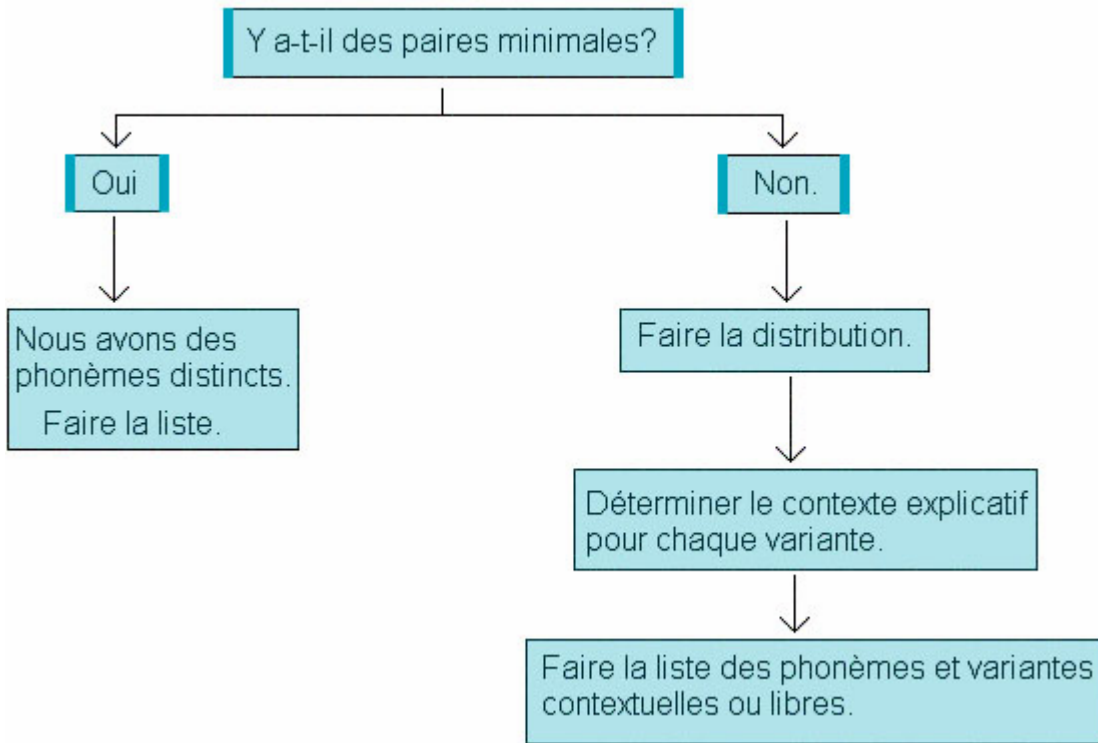 Y a-t-il des paires minimales?
Oui
Non.
Nous avons des
phonèmes distincts.
Faire la liste.
Faire la distribution.
Déterminer le contexte explicatif
pour chaque variante.
Faire la liste des phonèmes et variantes
contextuelles ou libres.